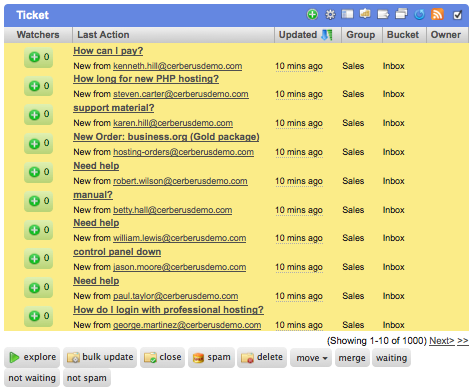 Ticket
Watchers Last Action Updated Group Bucket Owner
How can I pay?
0 New from kenneth.hill@cerberusdemo.com 10 mins ago Sales Inbox
How long for new PHP hosting?
0 New from steven.carter@cerberusdemo.com 10 mins ago Sales Inbox
support material?
0 New from karen.hill@cerberusdemo.com 10 mins ago Sales Inbox
New Order: business.org (Gold package)
0 New from hosting-orders@cerberusdemo.com 10 mins ago Sales Inbox
Need help
0 New from robert.wilson@cerberusdemo.com 10 mins ago Sales Inbox
manual?
0 New from betty.hall@cerberusdemo.com 10 mins ago Sales Inbox
Need help
0 New from william.lewis@cerberusdemo.com 10 mins ago Sales Inbox
control panel down
0 New from jason.moore@cerberusdemo.com 10 mins ago Sales Inbox
Need help
0 New from paul.taylor@cerberusdemo.com 10 mins ago Sales Inbox
How do I login with professional hosting?
0 New from george.martinez@cerberusdemo.com 10 mins ago Sales Inbox
(Showing 1-10 of 1000) Next> >>
explore bulk update close spam delete move merge waiting
not waiting not spam